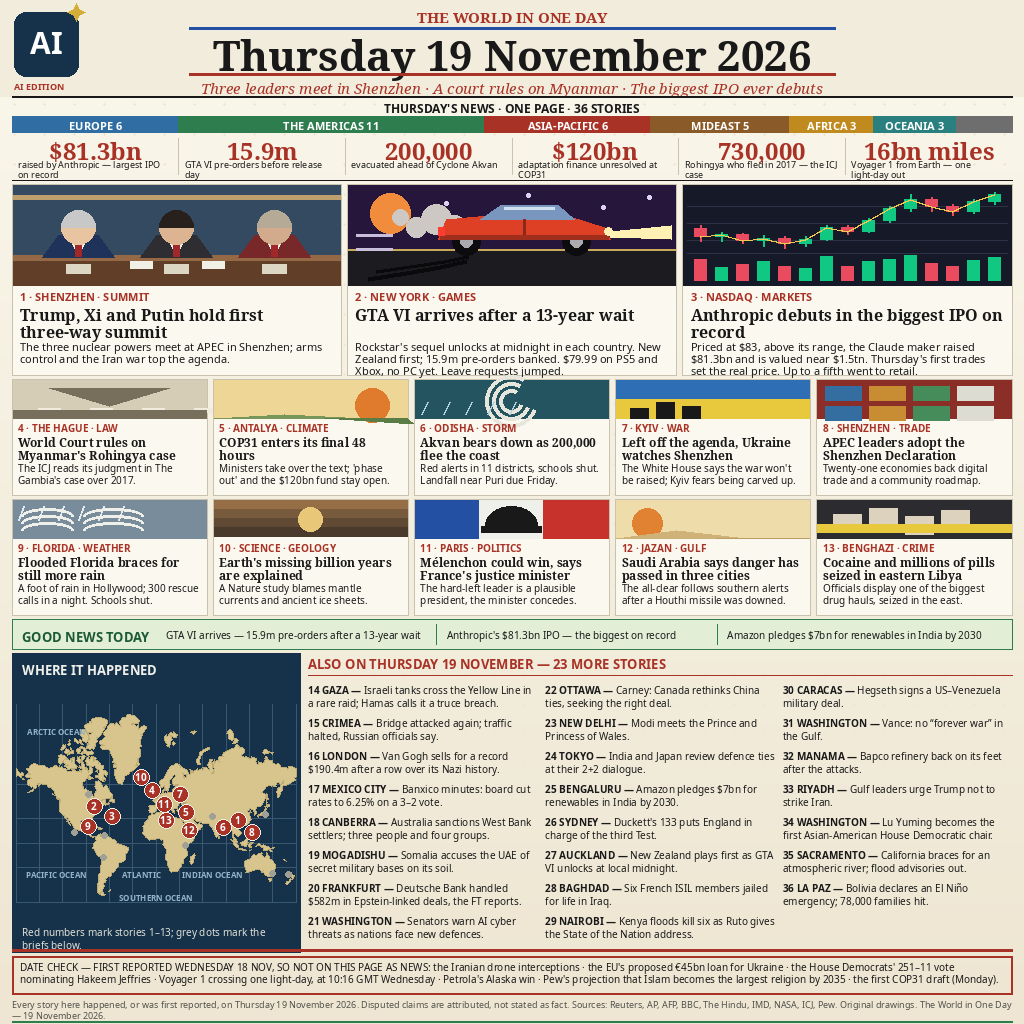 THE WORLD IN ONE DAY
AI
AI EDITION
Thursday 19 November 2026
Three leaders meet in Shenzhen · A court rules on Myanmar · The biggest IPO ever debuts
THURSDAY'S NEWS · ONE PAGE · 36 STORIES
EUROPE 6
THE AMERICAS 11
ASIA-PACIFIC 6
MIDEAST 5
AFRICA 3
OCEANIA 3
$81.3bn
raised by Anthropic — largest IPO
on record
15.9m
GTA VI pre-orders before release
day
200,000
evacuated ahead of Cyclone Akvan
$120bn
adaptation finance unresolved at
COP31
730,000
Rohingya who fled in 2017 — the ICJ
case
16bn miles
Voyager 1 from Earth — one
light-day out
1 · SHENZHEN · SUMMIT
Trump, Xi and Putin hold first
three-way summit
The three nuclear powers meet at APEC in Shenzhen; arms
control and the Iran war top the agenda.
2 · NEW YORK · GAMES
GTA VI arrives after a 13-year wait
Rockstar's sequel unlocks at midnight in each country. New
Zealand first; 15.9m pre-orders banked. $79.99 on PS5 and
Xbox, no PC yet. Leave requests jumped.
3 · NASDAQ · MARKETS
Anthropic debuts in the biggest IPO on
record
Priced at $83, above its range, the Claude maker raised
$81.3bn and is valued near $1.5tn. Thursday's first trades
set the real price. Up to a fifth went to retail.
4 · THE HAGUE · LAW
World Court rules on
Myanmar's Rohingya case
The ICJ reads its judgment in The
Gambia's case over 2017.
5 · ANTALYA · CLIMATE
COP31 enters its final 48
hours
Ministers take over the text; 'phase
out' and the $120bn fund stay open.
6 · ODISHA · STORM
Akvan bears down as 200,000
flee the coast
Red alerts in 11 districts, schools shut.
Landfall near Puri due Friday.
7 · KYIV · WAR
Left off the agenda, Ukraine
watches Shenzhen
The White House says the war won't
be raised; Kyiv fears being carved up.
8 · SHENZHEN · TRADE
APEC leaders adopt the
Shenzhen Declaration
Twenty-one economies back digital
trade and a community roadmap.
9 · FLORIDA · WEATHER
Flooded Florida braces for
still more rain
A foot of rain in Hollywood; 300 rescue
calls in a night. Schools shut.
10 · SCIENCE · GEOLOGY
Earth's missing billion years
are explained
A Nature study blames mantle
currents and ancient ice sheets.
11 · PARIS · POLITICS
Mélenchon could win, says
France's justice minister
The hard-left leader is a plausible
president, the minister concedes.
12 · JAZAN · GULF
Saudi Arabia says danger has
passed in three cities
The all-clear follows southern alerts
after a Houthi missile was downed.
13 · BENGHAZI · CRIME
Cocaine and millions of pills
seized in eastern Libya
Officials display one of the biggest
drug hauls, seized in the east.
GOOD NEWS TODAY
GTA VI arrives — 15.9m pre-orders after a 13-year wait
Anthropic's $81.3bn IPO — the biggest on record
Amazon pledges $7bn for renewables in India by 2030
WHERE IT HAPPENED
ARCTIC OCEAN
10
4
7
2
11
3
5
13
9
12
6
1
8
PACIFIC OCEAN
ATLANTIC
INDIAN OCEAN
SOUTHERN OCEAN
Red numbers mark stories 1–13; grey dots mark the
briefs below.
ALSO ON THURSDAY 19 NOVEMBER — 23 MORE STORIES
14 GAZA — Israeli tanks cross the Yellow Line in
a rare raid; Hamas calls it a truce breach.
15 CRIMEA — Bridge attacked again; traffic
halted, Russian officials say.
16 LONDON — Van Gogh sells for a record
$190.4m after a row over its Nazi history.
17 MEXICO CITY — Banxico minutes: board cut
rates to 6.25% on a 3–2 vote.
18 CANBERRA — Australia sanctions West Bank
settlers; three people and four groups.
19 MOGADISHU — Somalia accuses the UAE of
secret military bases on its soil.
20 FRANKFURT — Deutsche Bank handled
$582m in Epstein-linked deals, the FT reports.
21 WASHINGTON — Senators warn AI cyber
threats as nations face new defences.
22 OTTAWA — Carney: Canada rethinks China
ties, seeking the right deal.
23 NEW DELHI — Modi meets the Prince and
Princess of Wales.
24 TOKYO — India and Japan review defence ties
at their 2+2 dialogue.
25 BENGALURU — Amazon pledges $7bn for
renewables in India by 2030.
26 SYDNEY — Duckett's 133 puts England in
charge of the third Test.
27 AUCKLAND — New Zealand plays first as GTA
VI unlocks at local midnight.
28 BAGHDAD — Six French ISIL members jailed
for life in Iraq.
29 NAIROBI — Kenya floods kill six as Ruto gives
the State of the Nation address.
30 CARACAS — Hegseth signs a US–Venezuela
military deal.
31 WASHINGTON — Vance: no “forever war” in
the Gulf.
32 MANAMA — Bapco refinery back on its feet
after the attacks.
33 RIYADH — Gulf leaders urge Trump not to
strike Iran.
34 WASHINGTON — Lu Yuming becomes the
first Asian-American House Democratic chair.
35 SACRAMENTO — California braces for an
atmospheric river; flood advisories out.
36 LA PAZ — Bolivia declares an El Niño
emergency; 78,000 families hit.
DATE CHECK — FIRST REPORTED WEDNESDAY 18 NOV, SO NOT ON THIS PAGE AS NEWS: the Iranian drone interceptions · the EU's proposed €45bn loan for Ukraine · the House Democrats' 251–11 vote
nominating Hakeem Jeffries · Voyager 1 crossing one light-day, at 10:16 GMT Wednesday · Petrola's Alaska win · Pew's projection that Islam becomes the largest religion by 2035 · the first COP31 draft (Monday).
Every story here happened, or was first reported, on Thursday 19 November 2026. Disputed claims are attributed, not stated as fact. Sources: Reuters, AP, AFP, BBC, The Hindu, IMD, NASA, ICJ, Pew. Original drawings. The World in One Day
— 19 November 2026.